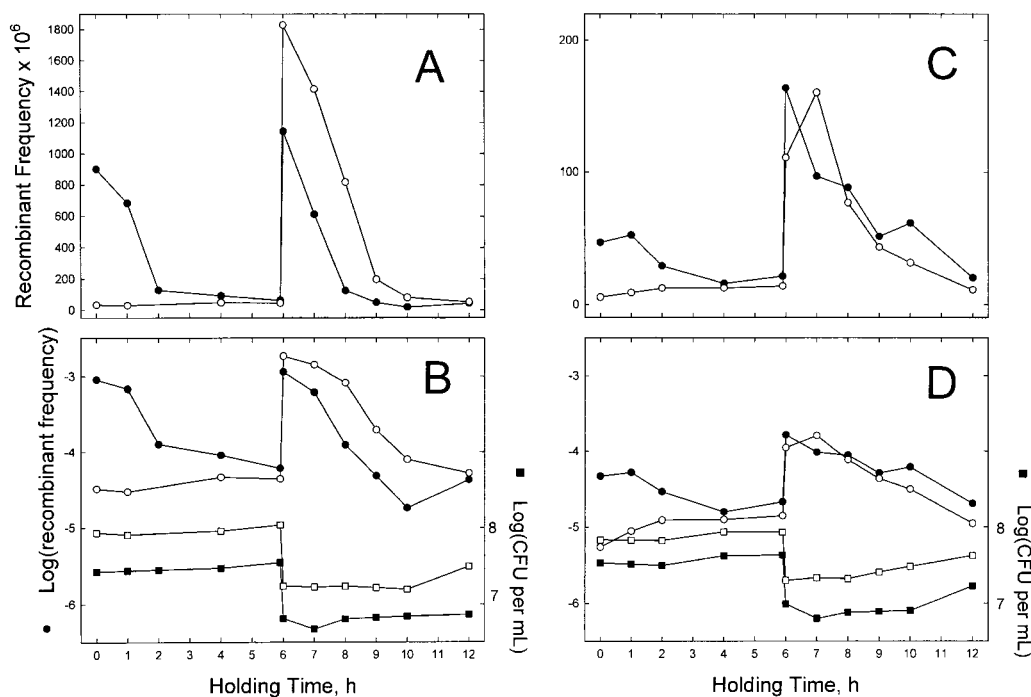 Recombinant Frequency x 10⁶
1800
1600
1400
1200
1000
800
600
400
200
0
A
200
100
0
C
● Log(recombinant frequency)
-3
-4
-5
-6
B
8
7
■ Log(CFU per mL)
0 1 2 3 4 5 6 7 8 9 10 12
Holding Time, h
-3
-4
-5
-6
D
8
7
■ Log(CFU per mL)
0 1 2 3 4 5 6 7 8 9 10 12
Holding Time, h